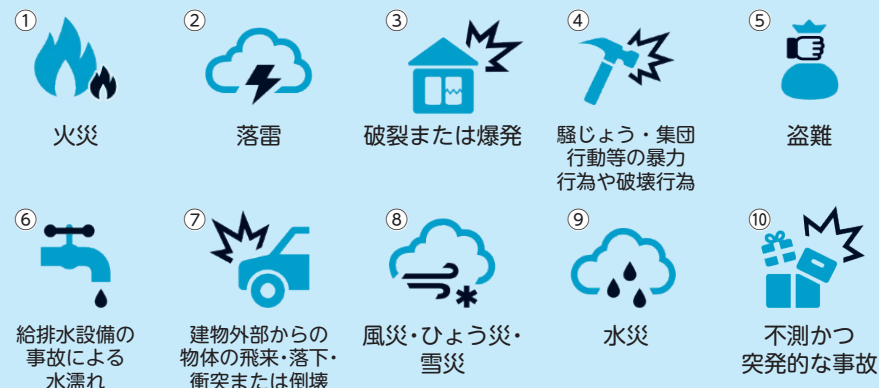 ①
火災
②
落雷
③
破裂または爆発
④
騒じょう・集団
行動等の暴力
行為や破壊行為
⑤
盗難
⑥
給排水設備の
事故による
水濡れ
⑦
建物外部からの
物体の飛来・落下・
衝突または倒壊
⑧
風災・ひょう災・
雪災
⑨
水災
⑩
不測かつ
突発的な事故